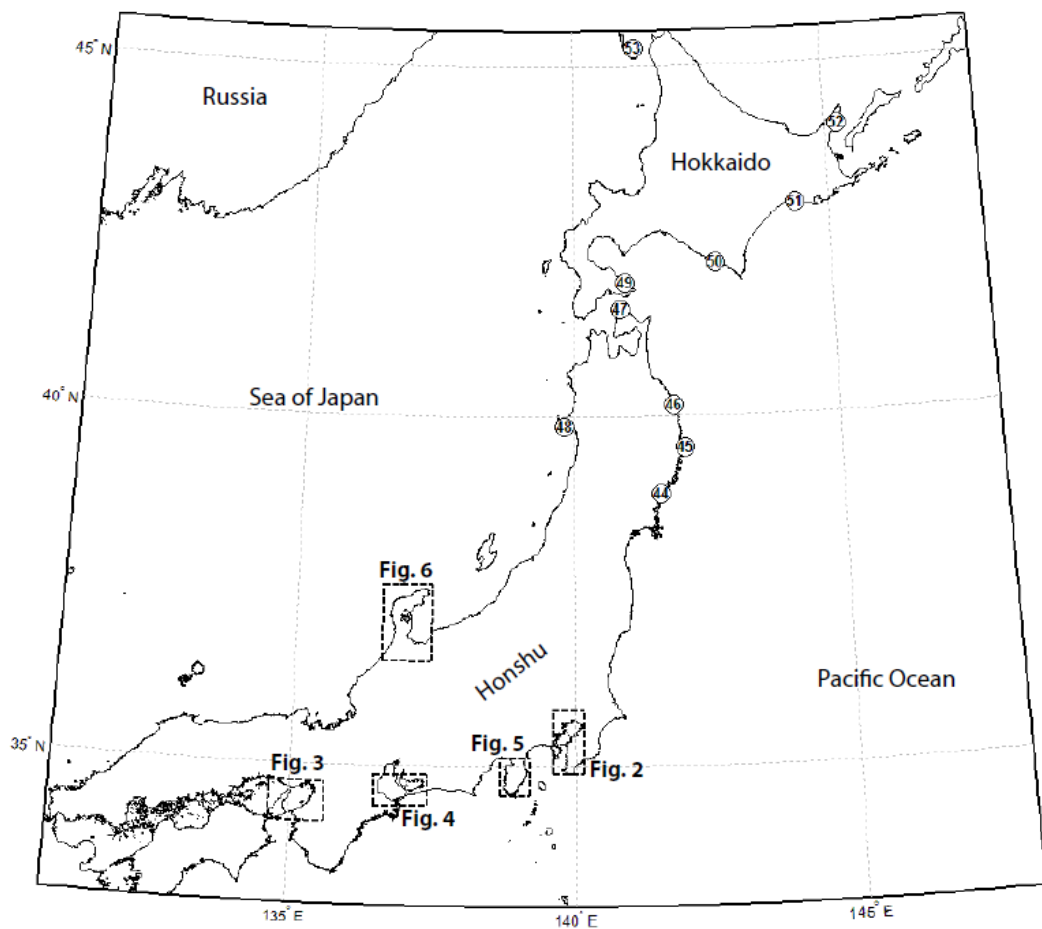 45° N
53
Russia
52
Hokkaido
51
50
49
47
40° N
Sea of Japan
46
48
45
44
Fig. 6
Honshu
Pacific Ocean
35° N
Fig. 5
Fig. 3
Fig. 2
Fig. 4
135° E
140° E
145° E